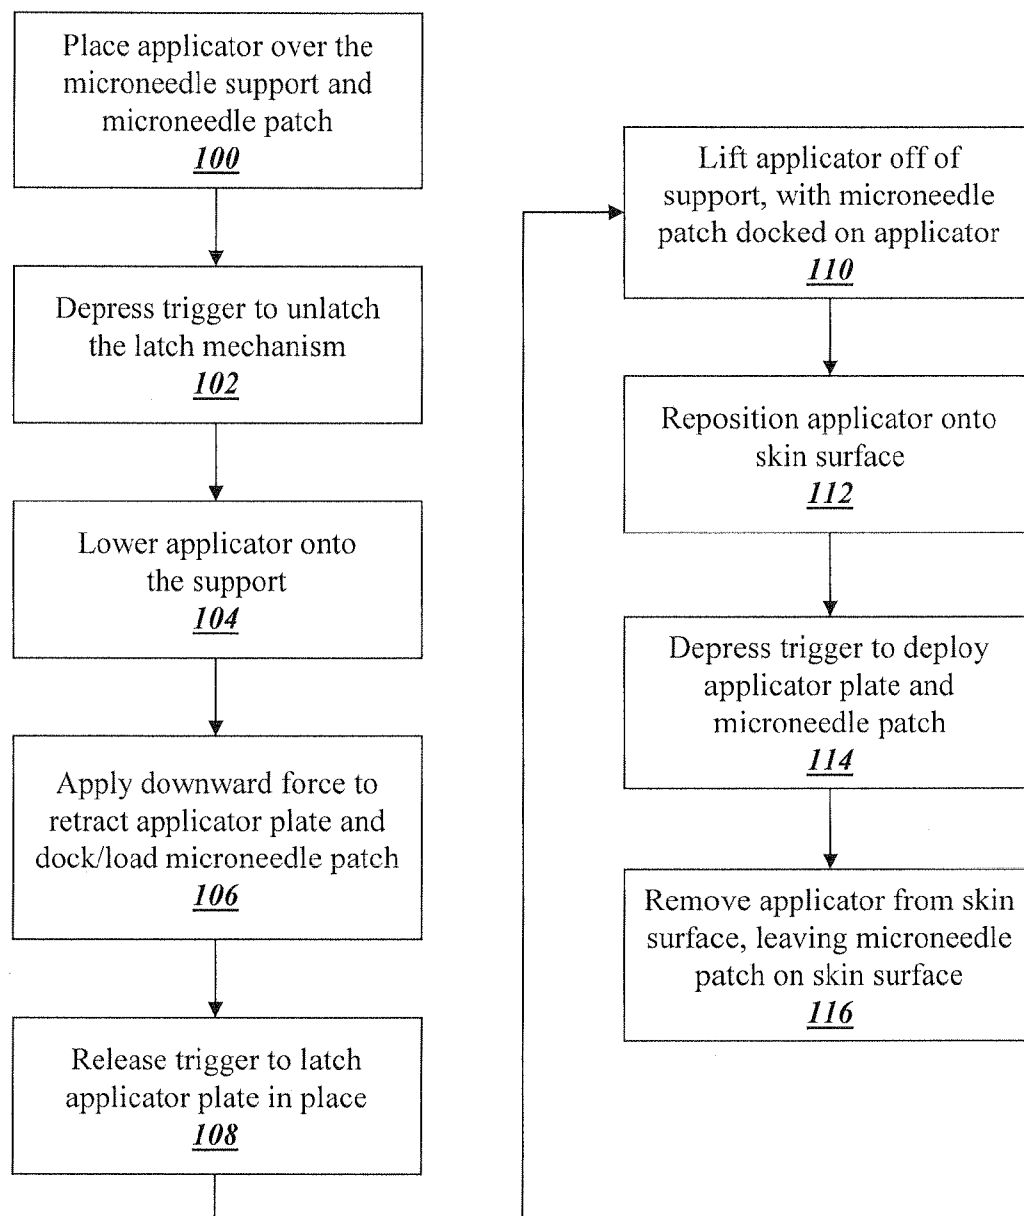 Place applicator over the
microneedle support and
microneedle patch
100
Depress trigger to unlatch
the latch mechanism
102
Lower applicator onto
the support
104
Apply downward force to
retract applicator plate and
dock/load microneedle patch
106
Release trigger to latch
applicator plate in place
108
Lift applicator off of
support, with microneedle
patch docked on applicator
110
Reposition applicator onto
skin surface
112
Depress trigger to deploy
applicator plate and
microneedle patch
114
Remove applicator from skin
surface, leaving microneedle
patch on skin surface
116